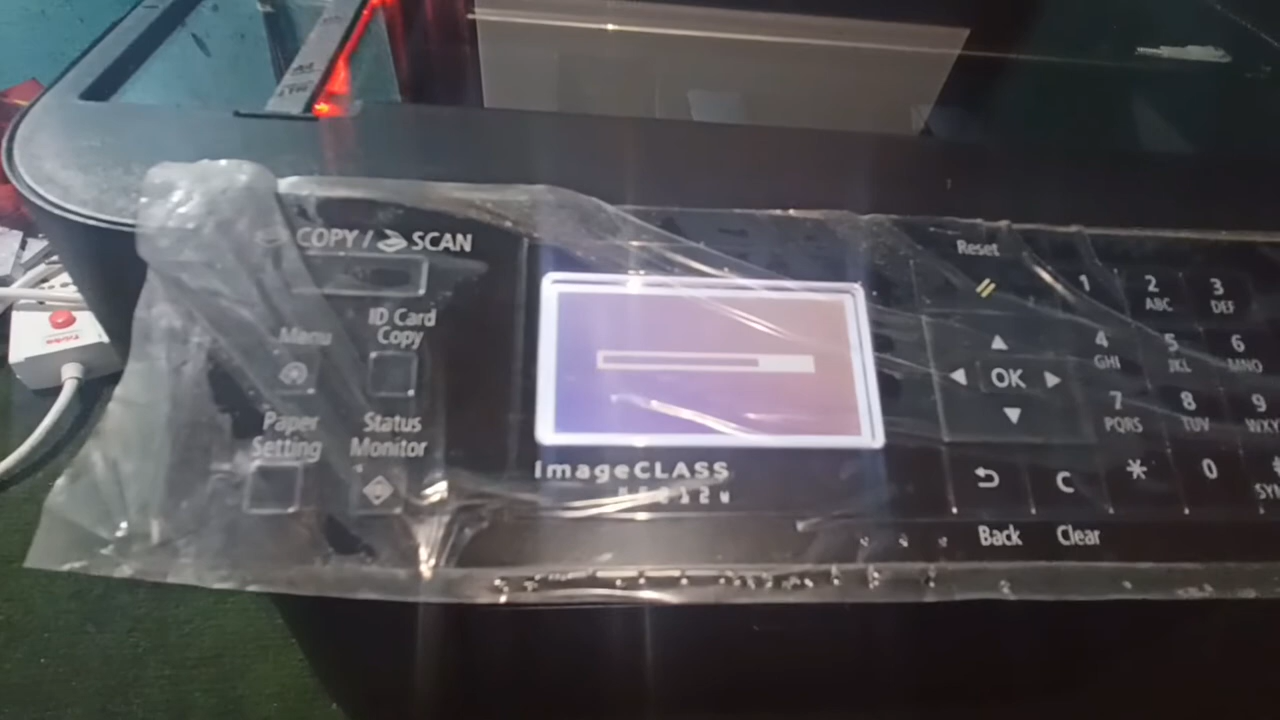 COPY / SCAN
Menu
ID Card
Copy
Paper
Setting
Status
Monitor
imageCLASS
Reset
1
2
ABC
3
DEF
4
GHI
5
JKL
6
MNO
7
PQRS
8
TUV
9
OK
*
0
C
Back
Clear